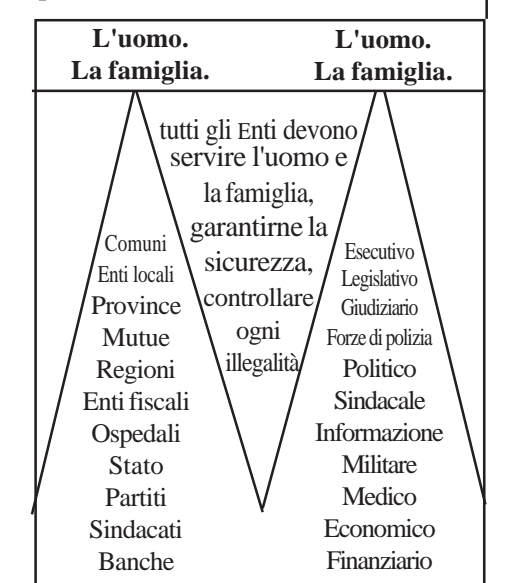 L'uomo.
La famiglia.
L'uomo.
La famiglia.
tutti gli Enti devono
servire l'uomo e
la famiglia,
garantirne la
sicurezza,
controllare
ogni
illegalità
Comuni
Enti locali
Province
Mutue
Regioni
Enti fiscali
Ospedali
Stato
Partiti
Sindacati
Banche
Esecutivo
Legislativo
Giudiziario
Forze di polizia
Politico
Sindacale
Informazione
Militare
Medico
Economico
Finanziario